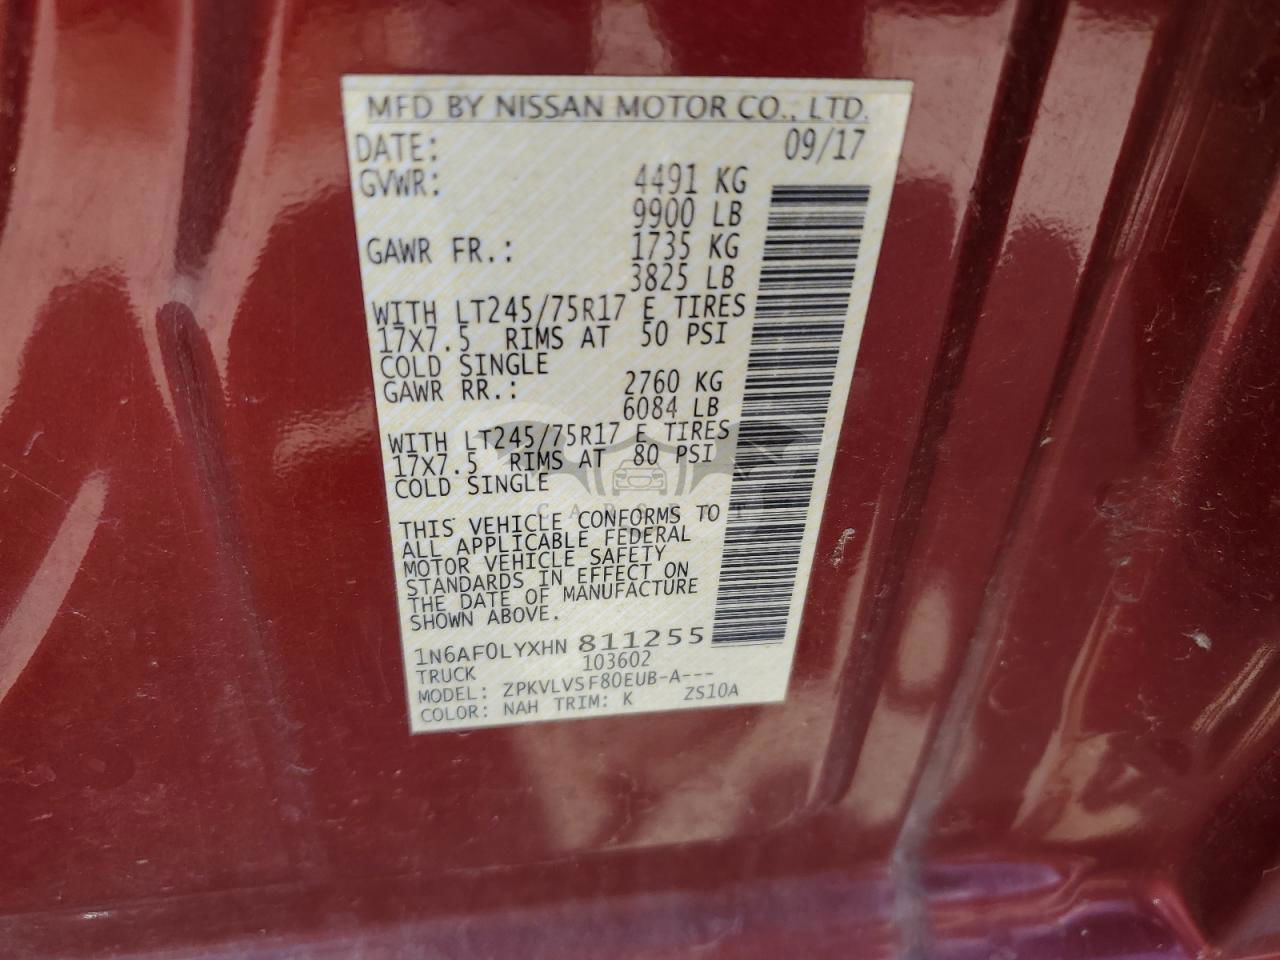 MFD BY NISSAN MOTOR CO., LTD.
DATE: 09/17
GVWR: 4491 KG
9900 LB
GAWR FR.: 1735 KG
3825 LB
WITH LT245/75R17 E TIRES
17X7.5 RIMS AT 50 PSI
COLD SINGLE
GAWR RR.: 2760 KG
6084 LB
WITH LT245/75R17 E TIRES
17X7.5 RIMS AT 80 PSI
COLD SINGLE
THIS VEHICLE CONFORMS TO
ALL APPLICABLE FEDERAL
MOTOR VEHICLE SAFETY
STANDARDS IN EFFECT ON
THE DATE OF MANUFACTURE
SHOWN ABOVE.
1N6AF0LYXHN 811255
TRUCK 103602
MODEL: ZPKVLVSF80EUB-A---
COLOR: NAH TRIM: K ZS10A